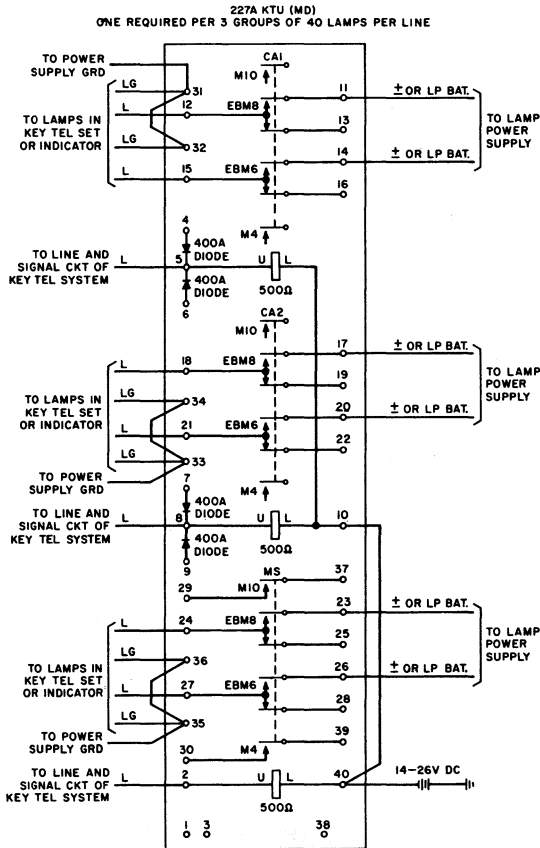 227A KTU (MD)
ONE REQUIRED PER 3 GROUPS OF 40 LAMPS PER LINE
TO POWER
SUPPLY GRD
CA1
M10
LG
31
11
± OR LP BAT.
L
12
EBM8
TO LAMPS IN
KEY TEL SET
OR INDICATOR
13
TO LAMP
POWER
SUPPLY
LG
32
14
± OR LP BAT.
L
15
EBM6
16
4
M4
400A
DIODE
TO LINE AND
SIGNAL CKT OF
KEY TEL SYSTEM
L
5
U
L
400A
DIODE
500Ω
6
CA2
M10
17
± OR LP BAT.
L
18
EBM8
19
TO LAMPS IN
KEY TEL SET
OR INDICATOR
LG
34
TO LAMP
POWER
SUPPLY
20
± OR LP BAT.
L
21
EBM6
22
LG
33
TO POWER
SUPPLY GRD
7
M4
400A
DIODE
TO LINE AND
SIGNAL CKT OF
KEY TEL SYSTEM
L
8
U
L
10
400A
DIODE
500Ω
9
MS
37
29
M10
23
± OR LP BAT.
L
24
EBM8
25
TO LAMPS IN
KEY TEL SET
OR INDICATOR
LG
36
TO LAMP
POWER
SUPPLY
26
± OR LP BAT.
L
27
EBM6
28
LG
35
TO POWER
SUPPLY GRD
39
30
M4
TO LINE AND
SIGNAL CKT OF
KEY TEL SYSTEM
L
2
U
L
40
14-26V DC
500Ω
1
3
38